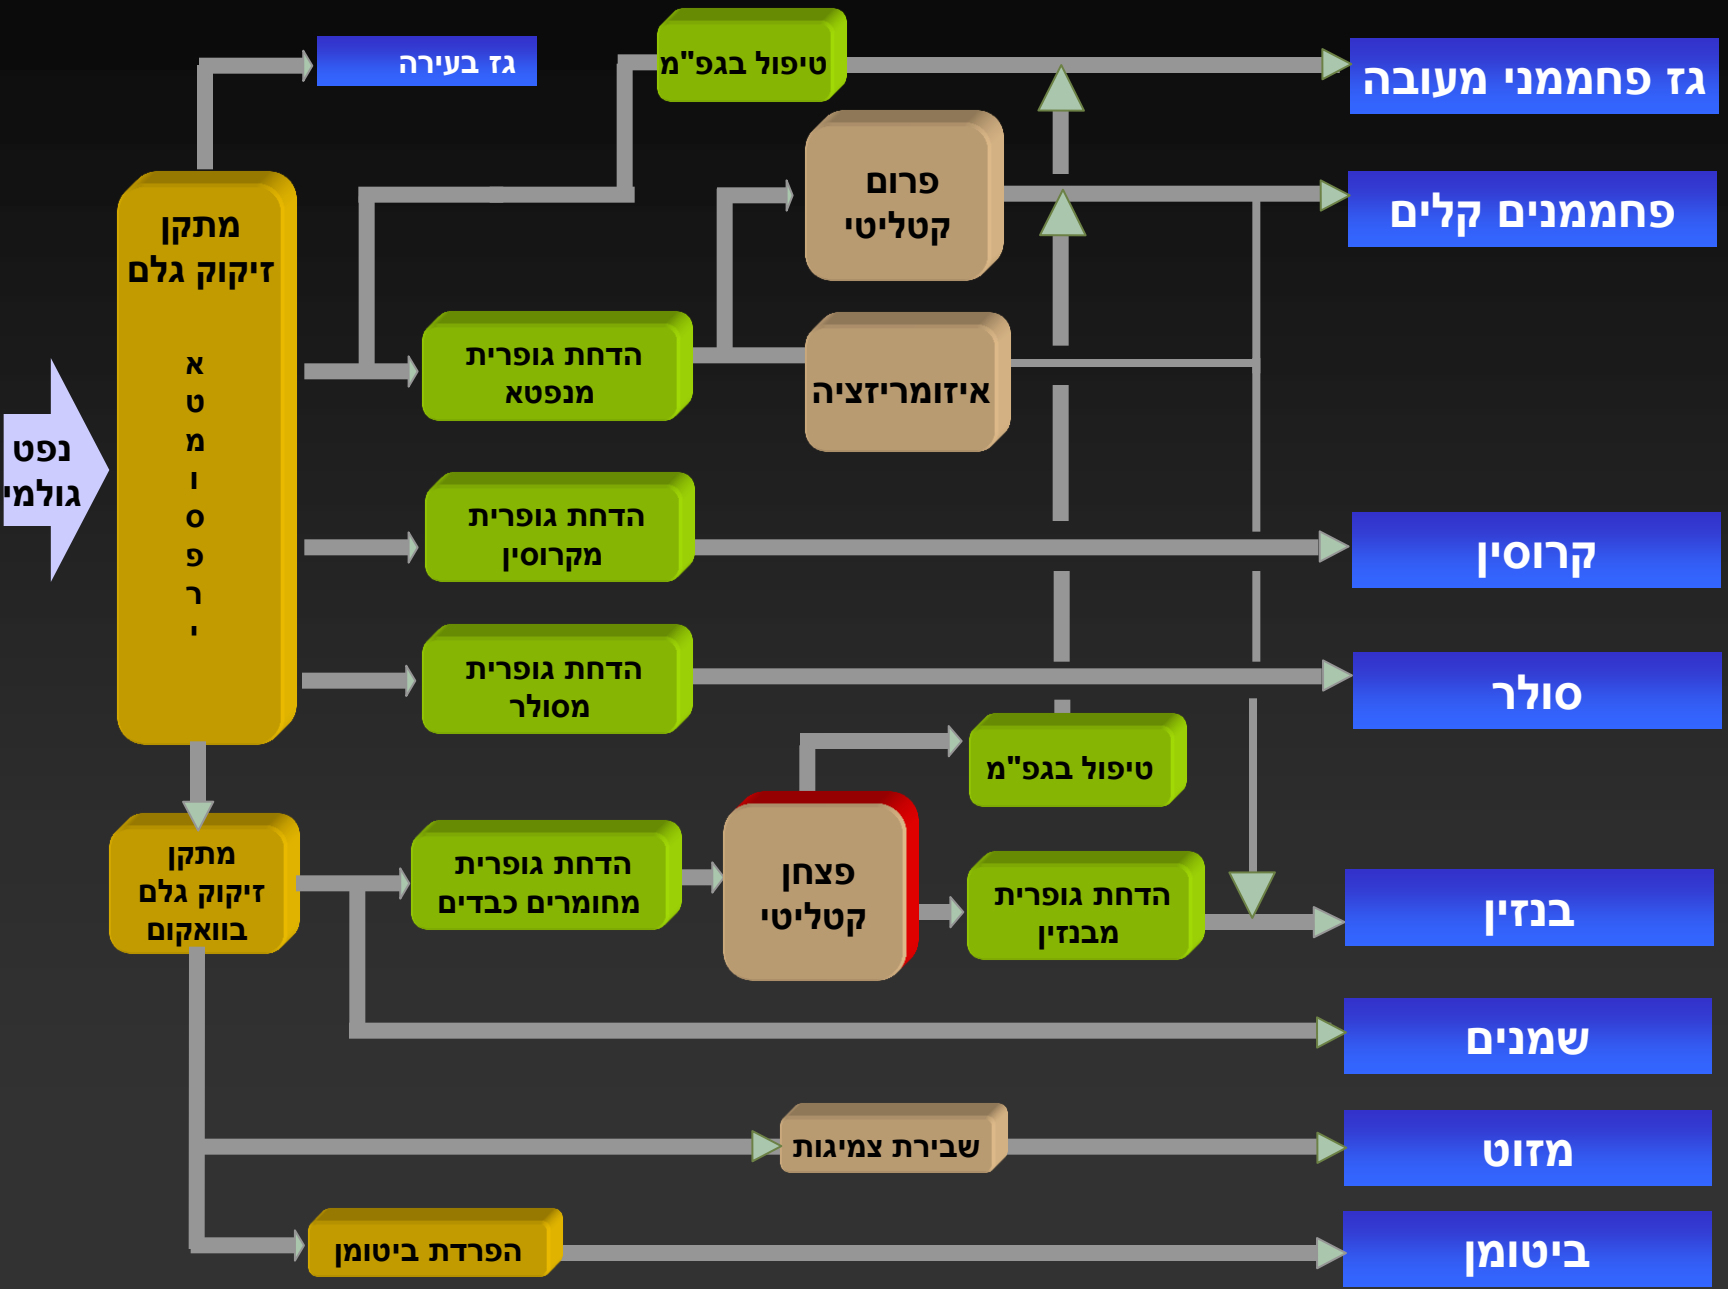 גז בעירה
טיפול בגפ"מ
גז פחממני מעובה
פרום
קטליטי
פחממנים קלים
מתקן
זיקוק גלם
א
ט
מ
ו
ס
פ
ר
י
נפט
גולמי
הדחת גופרית
מנפטא
איזומריזציה
הדחת גופרית
מקרוסין
קרוסין
הדחת גופרית
מסולר
סולר
טיפול בגפ"מ
מתקן
זיקוק גלם
בוואקום
הדחת גופרית
מחומרים כבדים
פצחן
קטליטי
הדחת גופרית
מבנזין
בנזין
שמנים
שבירת צמיגות
מזוט
הפרדת ביטומן
ביטומן